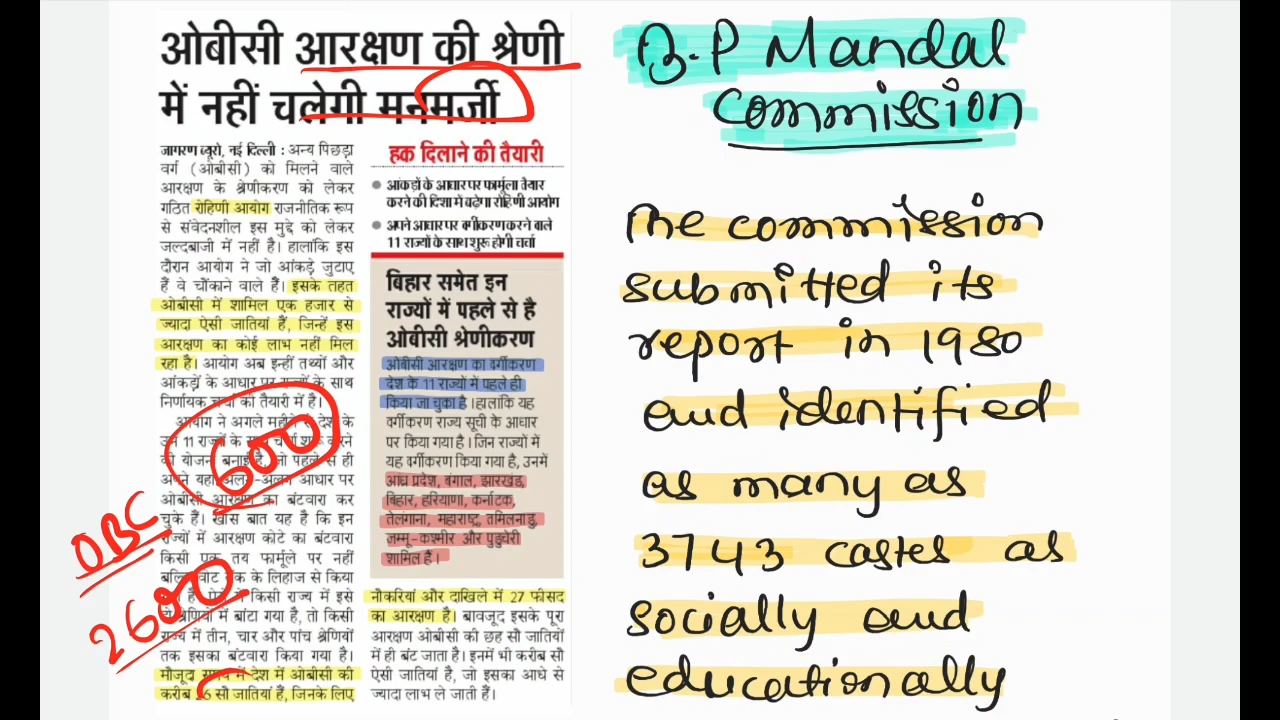 ओबीसी आरक्षण की श्रेणी
में नहीं चलेगी मनमर्जी
जागरण ब्यूरो, नई दिल्ली : अन्य पिछड़ा
वर्ग (ओबीसी) को मिलने वाले
आरक्षण के श्रेणीकरण को लेकर
गठित रोहिणी आयोग राजनीतिक रूप
से संवेदनशील इस मुद्दे को लेकर
जल्दबाजी में नहीं है। हालांकि इस
दौरान आयोग ने जो आंकड़े जुटाए
हैं वे चौंकाने वाले हैं। इसके तहत
ओबीसी में शामिल एक हजार से
ज्यादा ऐसी जातियां हैं, जिन्हें इस
आरक्षण का कोई लाभ नहीं मिल
रहा है। आयोग अब इन्हीं तथ्यों और
आंकड़ों के आधार पर राज्यों के साथ
निर्णायक चर्चा की तैयारी में है।
आयोग ने अगले महीने देश के
उन 11 राज्यों के चर्चा शुरू करने
की योजना बनाई है, जो पहले से ही
अपने यहां अलग-अलग आधार पर
ओबीसी आरक्षण का बंटवारा कर
चुके हैं। खास बात यह है कि इन
राज्यों में आरक्षण कोटे का बंटवारा
किसी एक तय फार्मूले पर नहीं
बल्कि वोट बैंक के लिहाज से किया
किसी राज्य में इसे
श्रेणियों में बांटा गया है, तो किसी
राज्य में तीन, चार और पांच श्रेणियों
तक इसका बंटवारा किया गया है।
मौजूदा समय में देश में ओबीसी की
करीब 26 सौ जातियां हैं, जिनके लिए
हक दिलाने की तैयारी
आंकड़ों के आधार पर फार्मूला तैयार
करने की दिशा में बढ़ेगा रोहिणी आयोग
अपने आधार पर वर्गीकरण करने वाले
11 राज्यों के साथ शुरू होगी चर्चा
बिहार समेत इन
राज्यों में पहले से है
ओबीसी श्रेणीकरण
ओबीसी आरक्षण का वर्गीकरण
देश के 11 राज्यों में पहले ही
किया जा चुका है। हालांकि यह
वर्गीकरण राज्य सूची के आधार
पर किया गया है। जिन राज्यों में
यह वर्गीकरण किया गया है, उनमें
आंध्र प्रदेश, बंगाल, झारखंड,
बिहार, हरियाणा, कर्नाटक,
तेलंगाना, महाराष्ट्र, तमिलनाडु,
जम्मू-कश्मीर और पुडुचेरी
शामिल हैं।
नौकरियों और दाखिले में 27 फीसद
का आरक्षण है। बावजूद इसके पूरा
आरक्षण ओबीसी की छह सौ जातियों
में ही बंट जाता है। इनमें भी करीब सौ
ऐसी जातियां है, जो इसका आधे से
ज्यादा लाभ ले जाती हैं।
600
OBC
2600
B.P Mandal
Commission
The commission
submitted its
report in 1980
and identified
as many as
3743 castes as
socially and
educationally